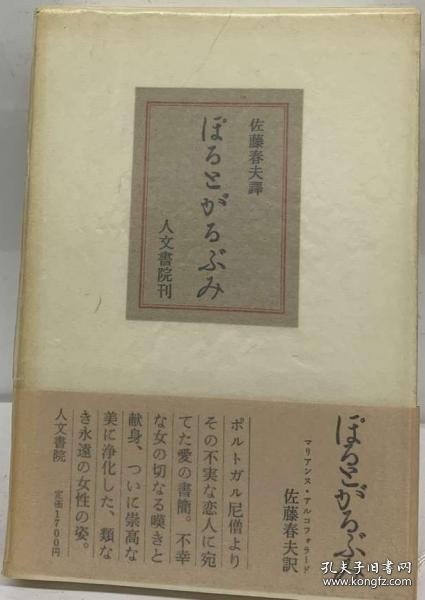 佐藤春夫譯
ぽるとがるぶみ
人文書院刊
ぽるとがるぶみ
マリアンヌ・アルコフォラード
佐藤春夫訳
ポルトガル尼僧より
その不実な恋人に宛
てた愛の書簡。不幸
な女の切なる嘆きと
献身、ついに崇高な
美に浄化した、類な
き永遠の女性の姿。
人文書院
定価1700円
孔夫子旧书网
kongfz.com